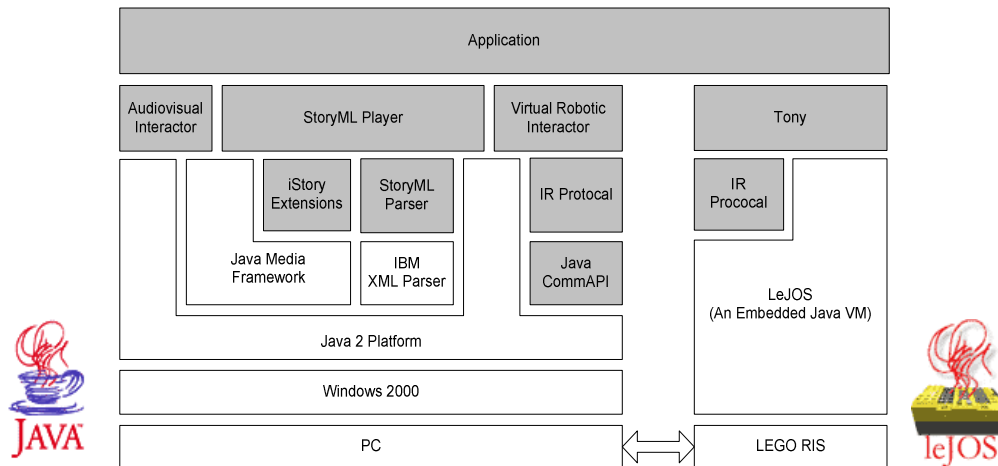 Application
Audiovisual
Interactor
StoryML Player
Virtual Robotic
Interactor
Tony
iStory
Extensions
StoryML
Parser
IR Protocal
IR
Prococal
Java Media
Framework
IBM
XML Parser
Java
CommAPI
LeJOS
(An Embedded Java VM)
Java 2 Platform
Windows 2000
PC
LEGO RIS
JAVA™
leJOS